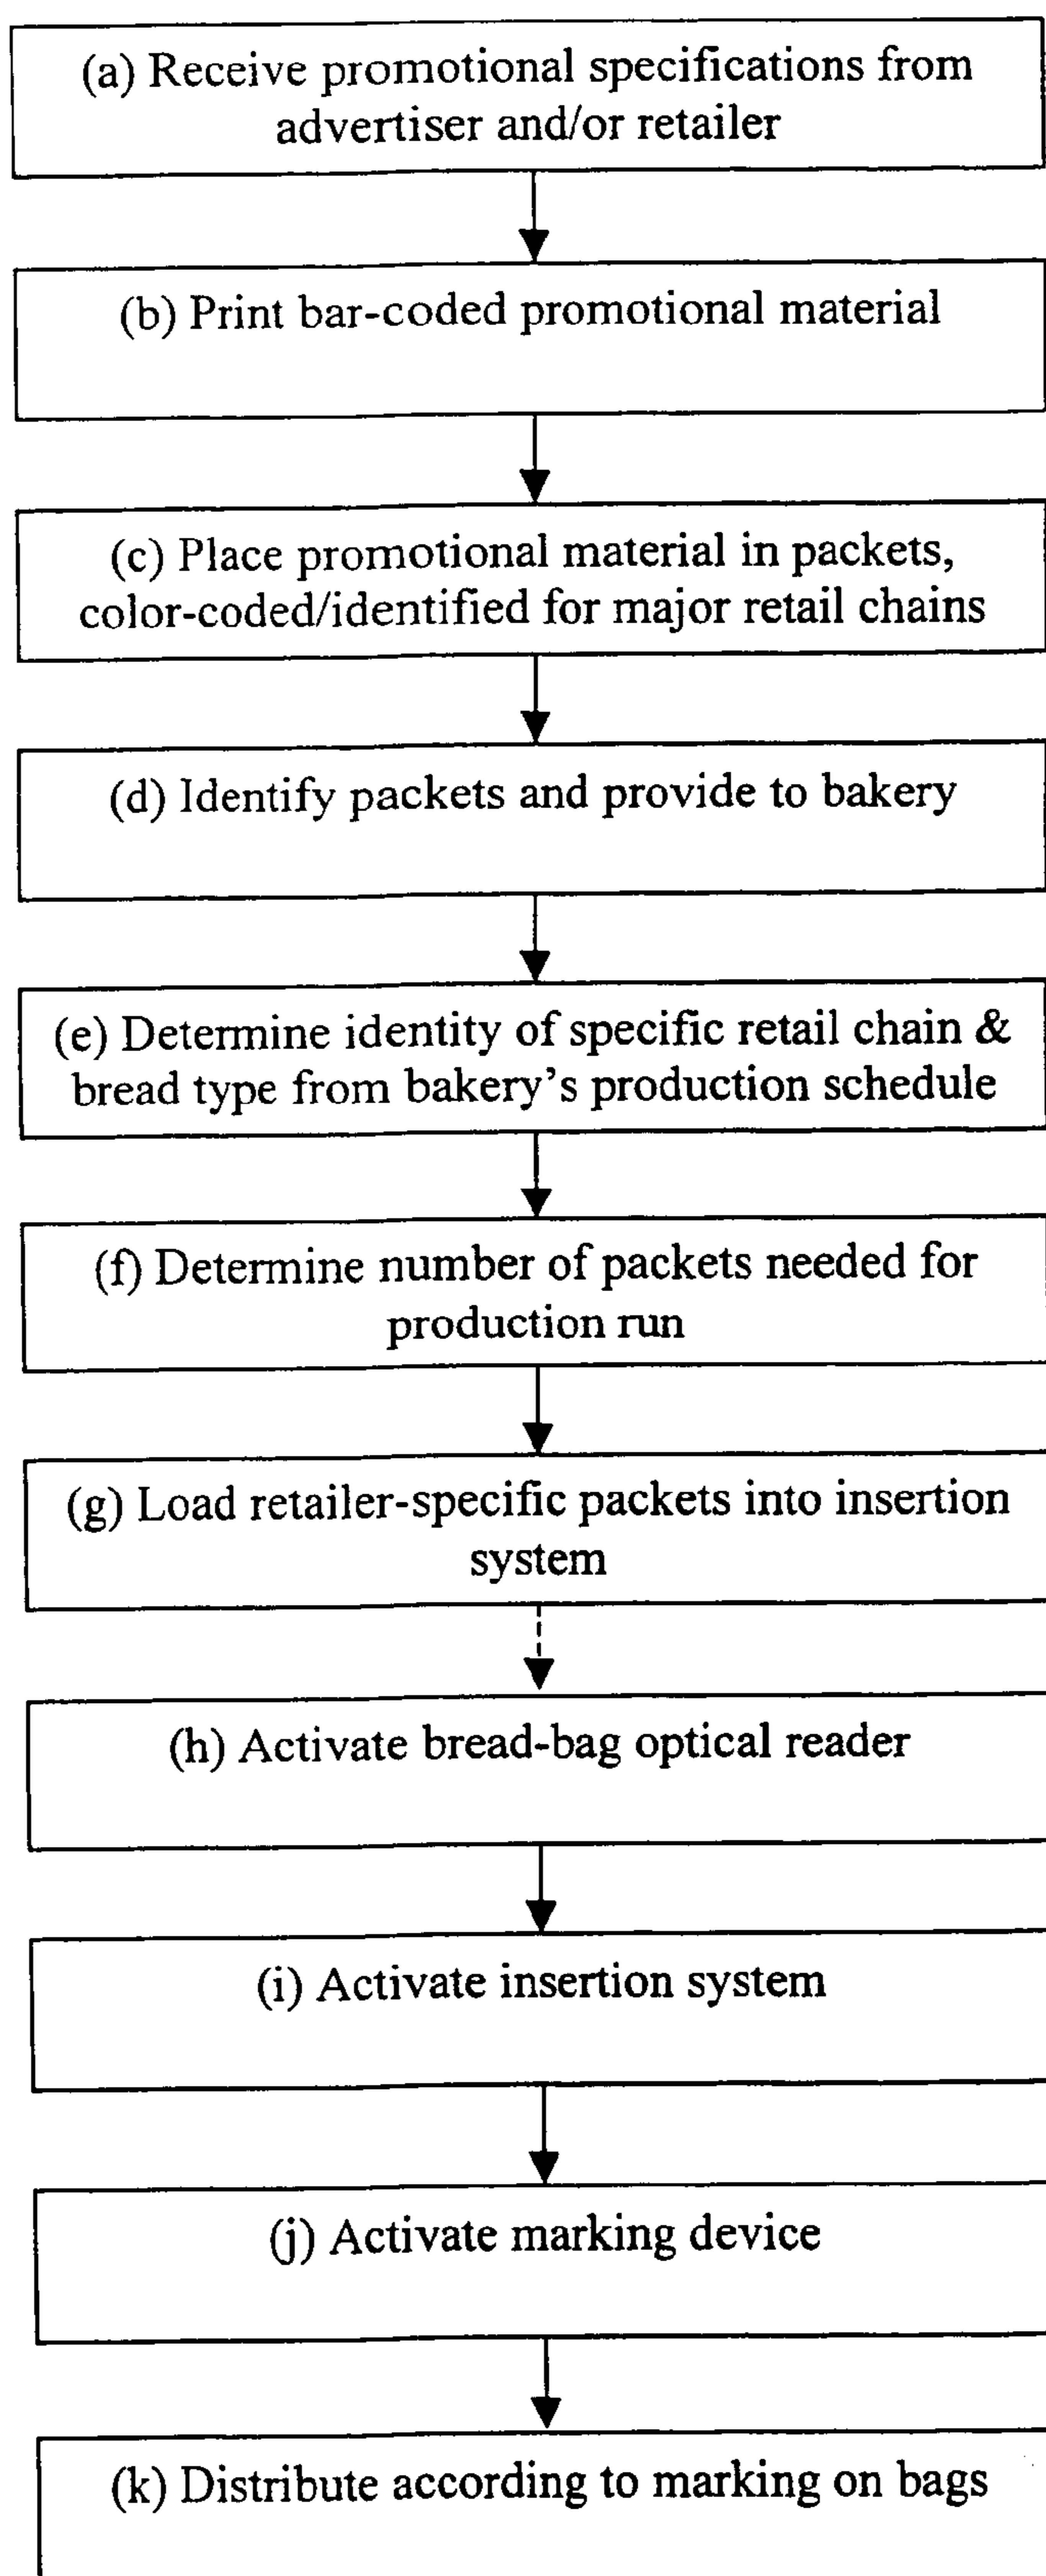 (a) Receive promotional specifications from
advertiser and/or retailer
(b) Print bar-coded promotional material
(c) Place promotional material in packets,
color-coded/identified for major retail chains
(d) Identify packets and provide to bakery
(e) Determine identity of specific retail chain &
bread type from bakery's production schedule
(f) Determine number of packets needed for
production run
(g) Load retailer-specific packets into insertion
system
(h) Activate bread-bag optical reader
(i) Activate insertion system
(j) Activate marking device
(k) Distribute according to marking on bags